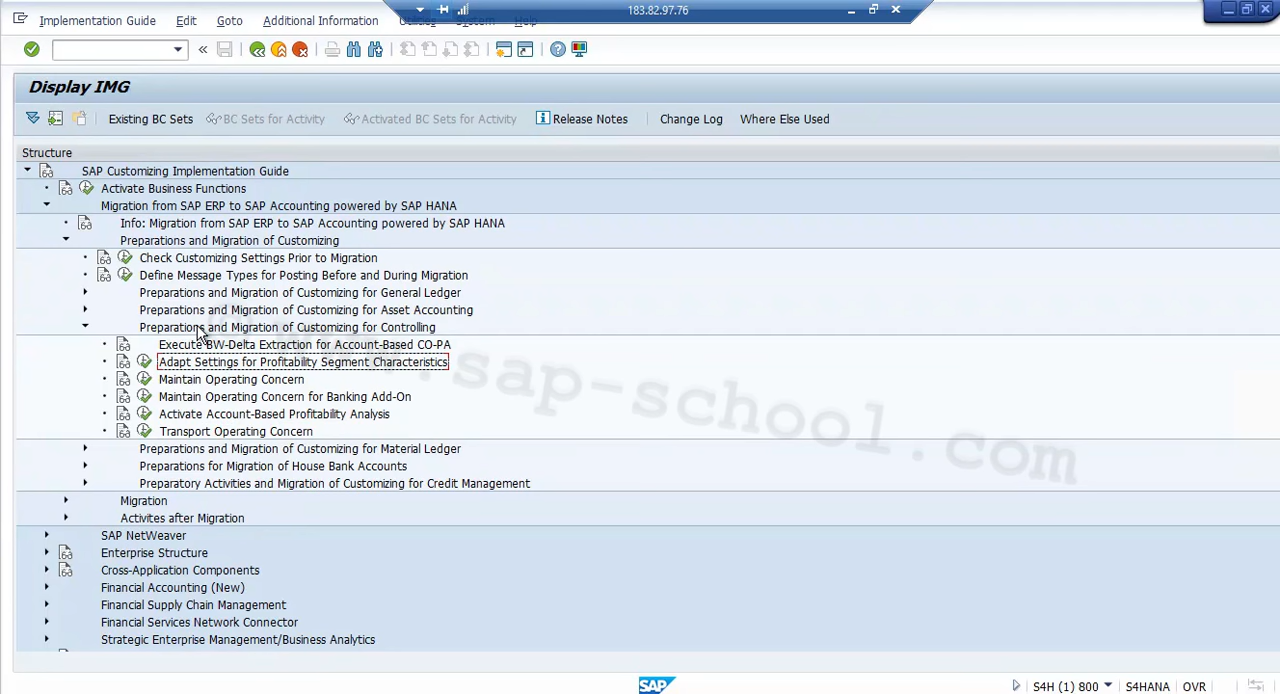 183.82.97.76
Implementation Guide Edit Goto Additional Information Utilities System Help
Display IMG
Existing BC Sets BC Sets for Activity Activated BC Sets for Activity Release Notes Change Log Where Else Used
Structure
SAP Customizing Implementation Guide
Activate Business Functions
Migration from SAP ERP to SAP Accounting powered by SAP HANA
Info: Migration from SAP ERP to SAP Accounting powered by SAP HANA
Preparations and Migration of Customizing
Check Customizing Settings Prior to Migration
Define Message Types for Posting Before and During Migration
Preparations and Migration of Customizing for General Ledger
Preparations and Migration of Customizing for Asset Accounting
Preparations and Migration of Customizing for Controlling
Execute BW-Delta Extraction for Account-Based CO-PA
Adapt Settings for Profitability Segment Characteristics
Maintain Operating Concern
Maintain Operating Concern for Banking Add-On
Activate Account-Based Profitability Analysis
Transport Operating Concern
Preparations and Migration of Customizing for Material Ledger
Preparations for Migration of House Bank Accounts
Preparatory Activities and Migration of Customizing for Credit Management
Migration
Activites after Migration
SAP NetWeaver
Enterprise Structure
Cross-Application Components
Financial Accounting (New)
Financial Supply Chain Management
Financial Services Network Connector
Strategic Enterprise Management/Business Analytics
.sap-school.com
SAP
S4H (1) 800 S4HANA OVR